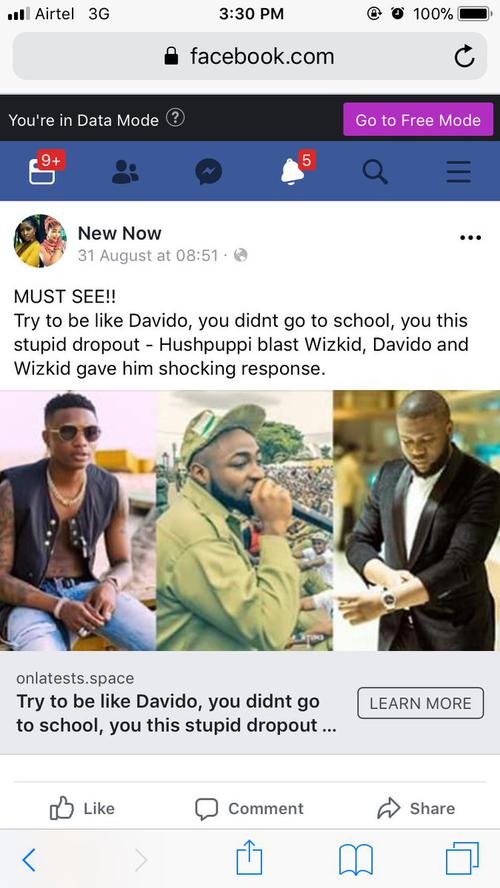 Airtel 3G 3:30 PM 100%
facebook.com
You're in Data Mode ? Go to Free Mode
9+ 5
New Now
31 August at 08:51 ·
MUST SEE!!
Try to be like Davido, you didnt go to school, you this
stupid dropout - Hushpuppi blast Wizkid, Davido and
Wizkid gave him shocking response.
onlatests.space
Try to be like Davido, you didnt go
to school, you this stupid dropout ...
LEARN MORE
Like Comment Share